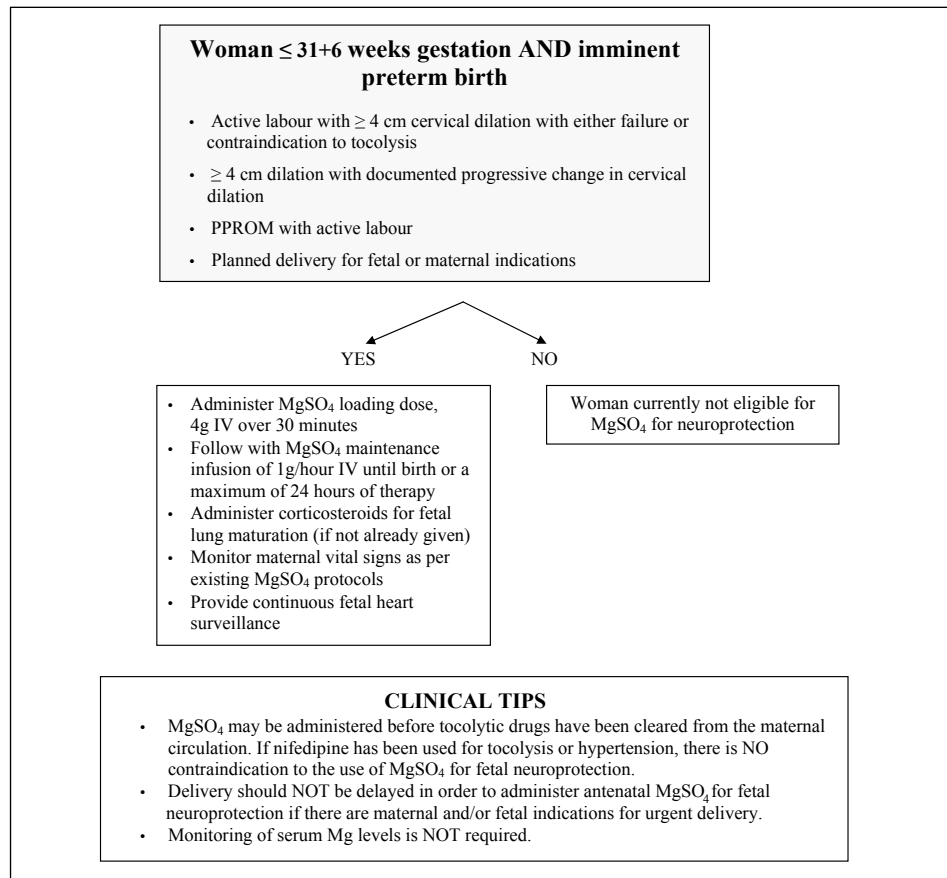 Woman ≤ 31+6 weeks gestation AND imminent
preterm birth
• Active labour with ≥ 4 cm cervical dilation with either failure or
contraindication to tocolysis
• ≥ 4 cm dilation with documented progressive change in cervical
dilation
• PPROM with active labour
• Planned delivery for fetal or maternal indications
YES
NO
• Administer MgSO₄ loading dose,
4g IV over 30 minutes
• Follow with MgSO₄ maintenance
infusion of 1g/hour IV until birth or a
maximum of 24 hours of therapy
• Administer corticosteroids for fetal
lung maturation (if not already given)
• Monitor maternal vital signs as per
existing MgSO₄ protocols
• Provide continuous fetal heart
surveillance
Woman currently not eligible for
MgSO₄ for neuroprotection
CLINICAL TIPS
• MgSO₄ may be administered before tocolytic drugs have been cleared from the maternal
circulation. If nifedipine has been used for tocolysis or hypertension, there is NO
contraindication to the use of MgSO₄ for fetal neuroprotection.
• Delivery should NOT be delayed in order to administer antenatal MgSO₄ for fetal
neuroprotection if there are maternal and/or fetal indications for urgent delivery.
• Monitoring of serum Mg levels is NOT required.